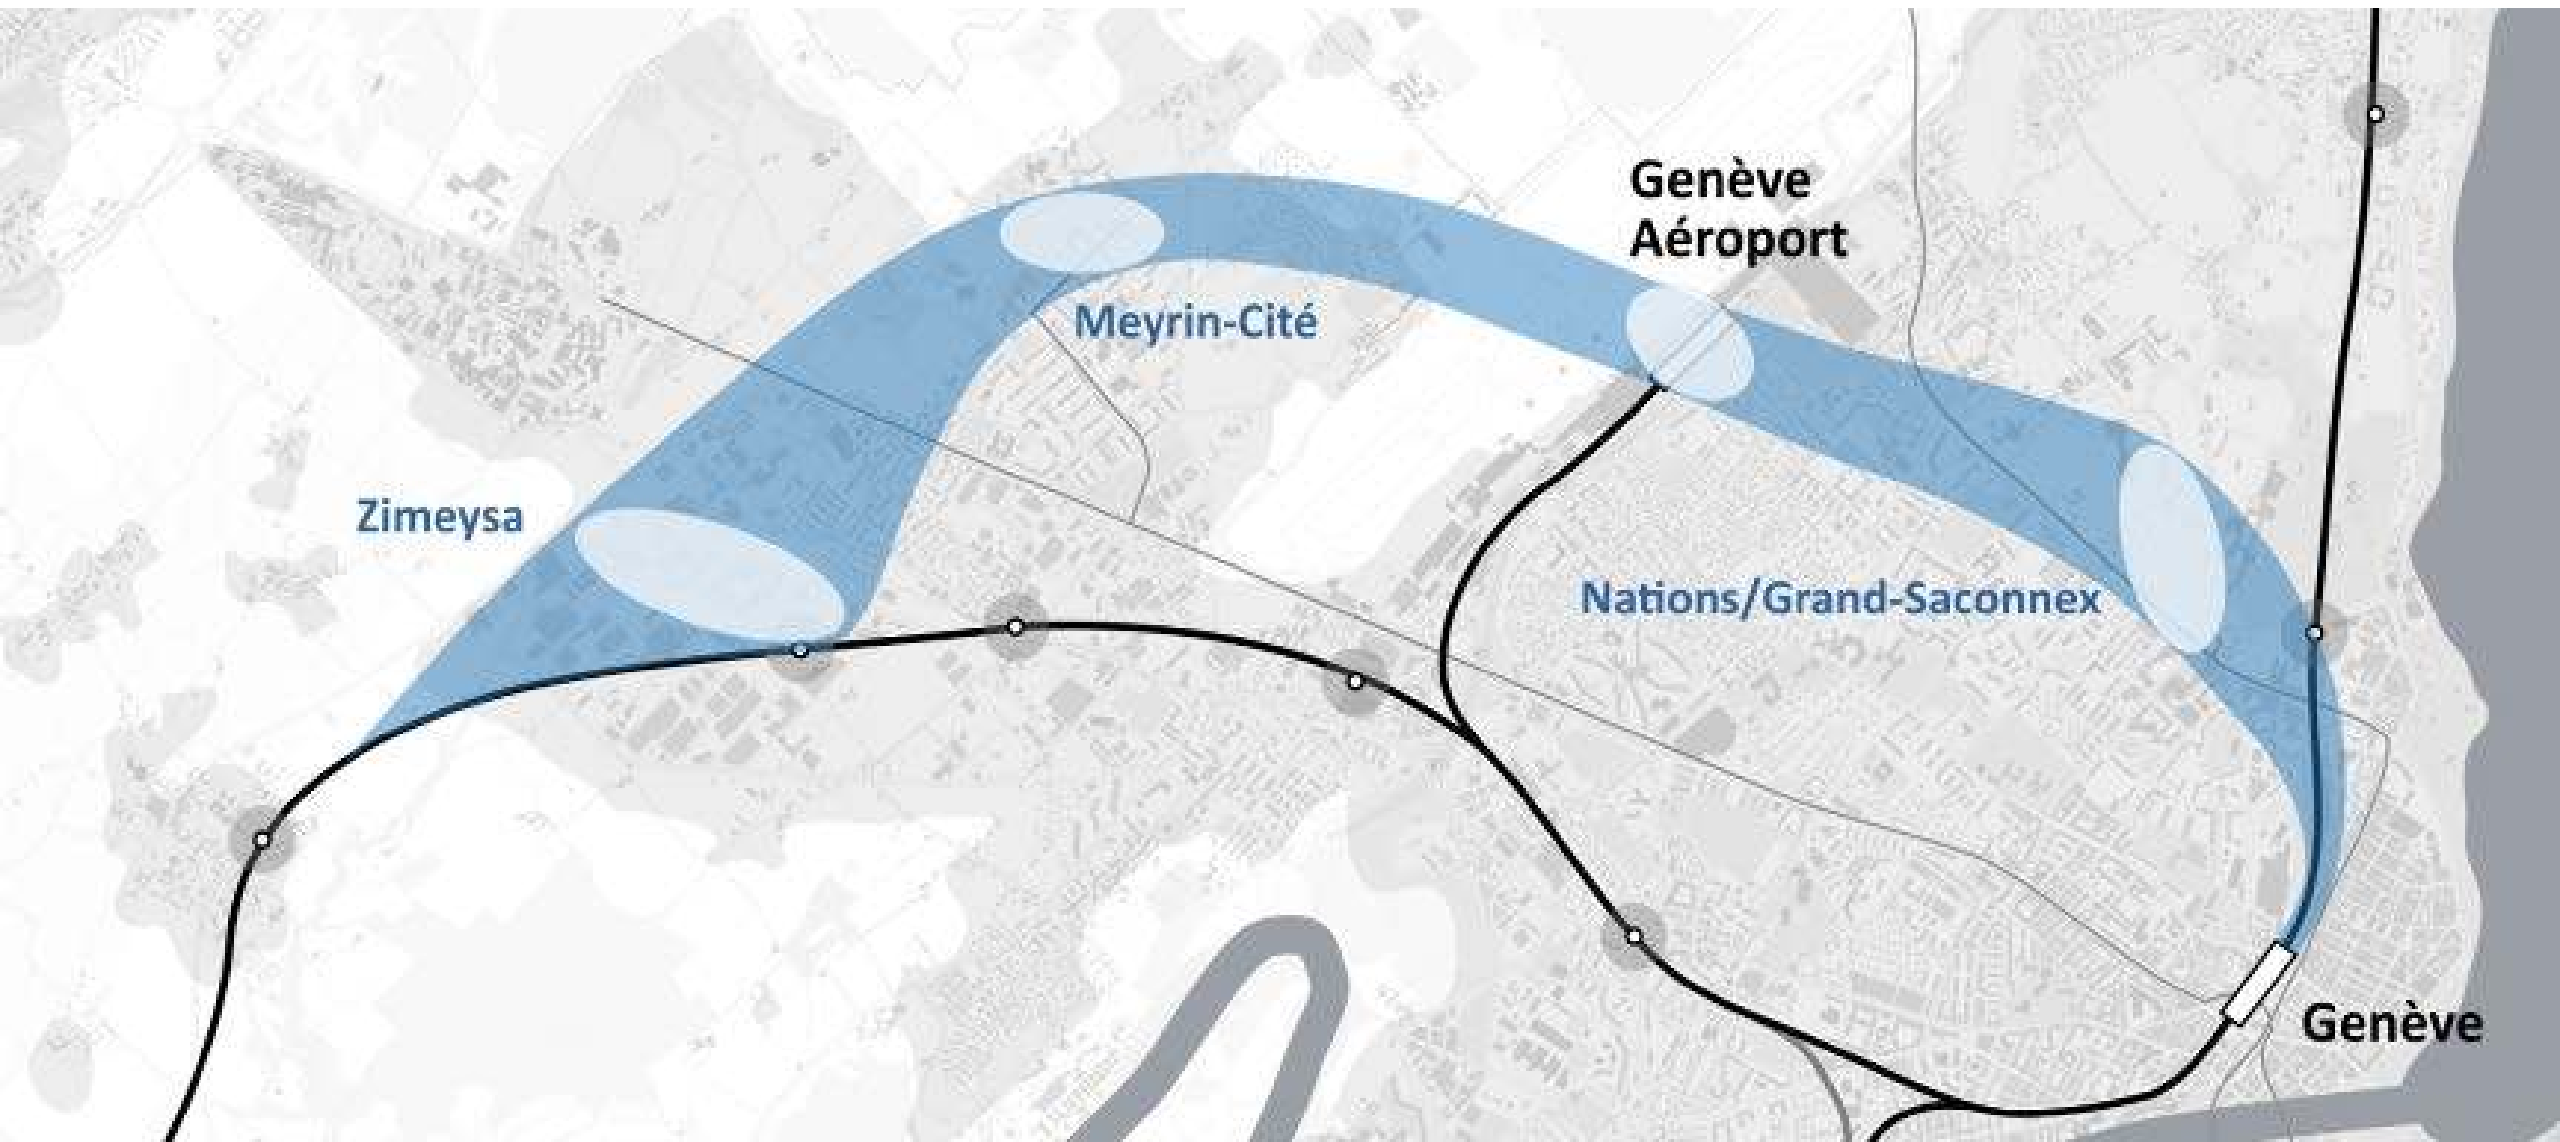 Genève
Aéroport
Meyrin-Cité
Zimeysa
Nations/Grand-Saconnex
Genève